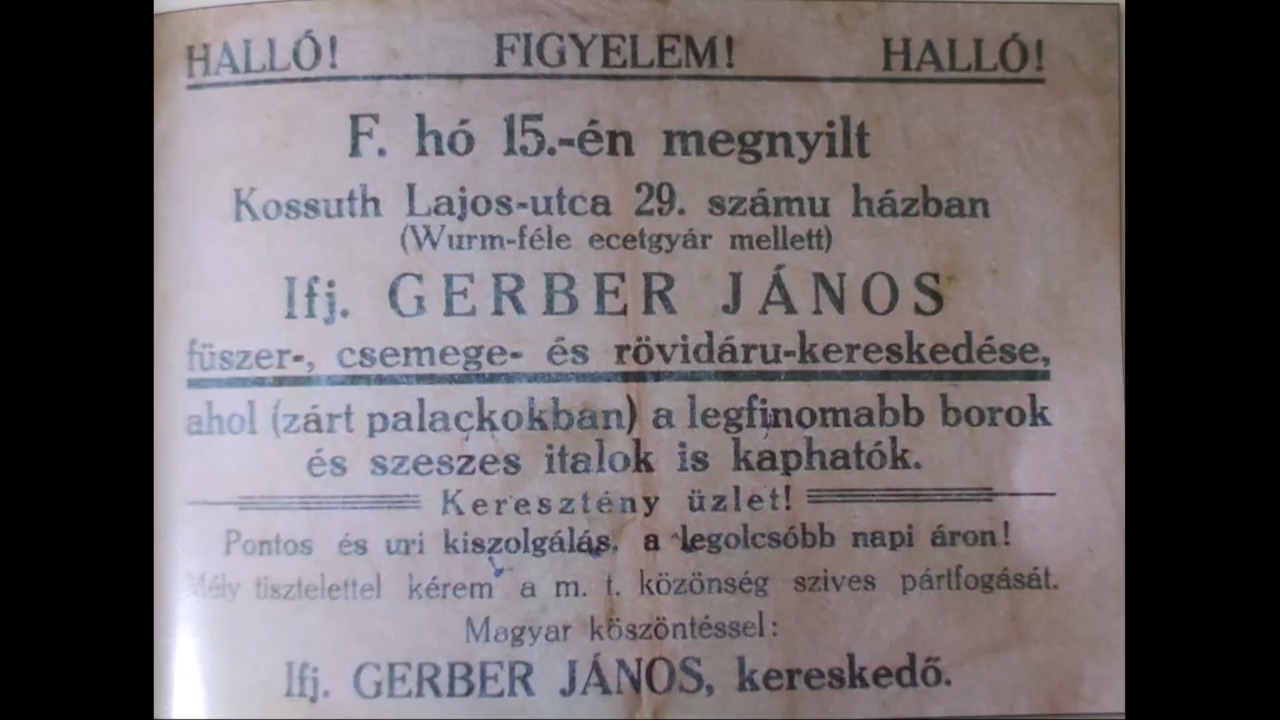 HALLÓ! FIGYELEM! HALLÓ!
F. hó 15.-én megnyilt
Kossuth Lajos-utca 29. számu házban
(Wurm-féle ecetgyár mellett)
Ifj. GERBER JÁNOS
füszer-, csemege- és rövidáru-kereskedése,
ahol (zárt palackokban) a legfinomabb borok
és szeszes italok is kaphatók.
Keresztény üzlet!
Pontos és uri kiszolgálás, a legolcsóbb napi áron!
Mély tisztelettel kérem a m. t. közönség szives pártfogását.
Magyar köszöntéssel:
Ifj. GERBER JÁNOS, kereskedő.